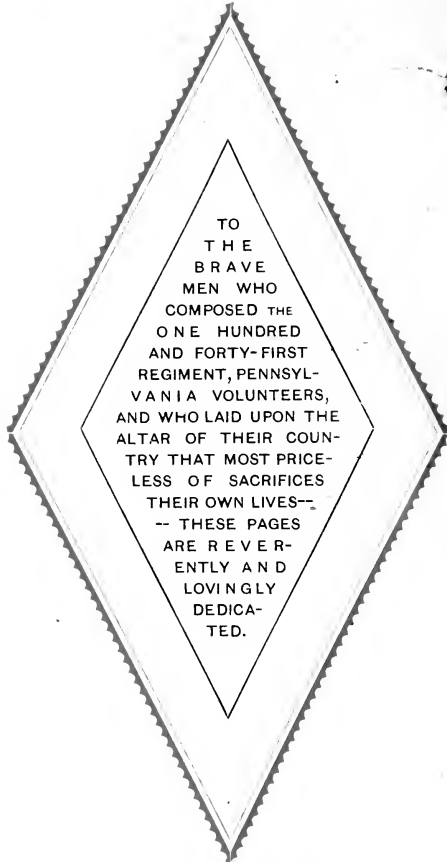 TO
THE
BRAVE
MEN WHO
COMPOSED THE
ONE HUNDRED
AND FORTY-FIRST
REGIMENT, PENNSYL-
VANIA VOLUNTEERS,
AND WHO LAID UPON THE
ALTAR OF THEIR COUN-
TRY THAT MOST PRICE-
LESS OF SACRIFICES
THEIR OWN LIVES--
-- THESE PAGES
ARE REVER-
ENTLY AND
LOVINGLY
DEDICA-
TED.